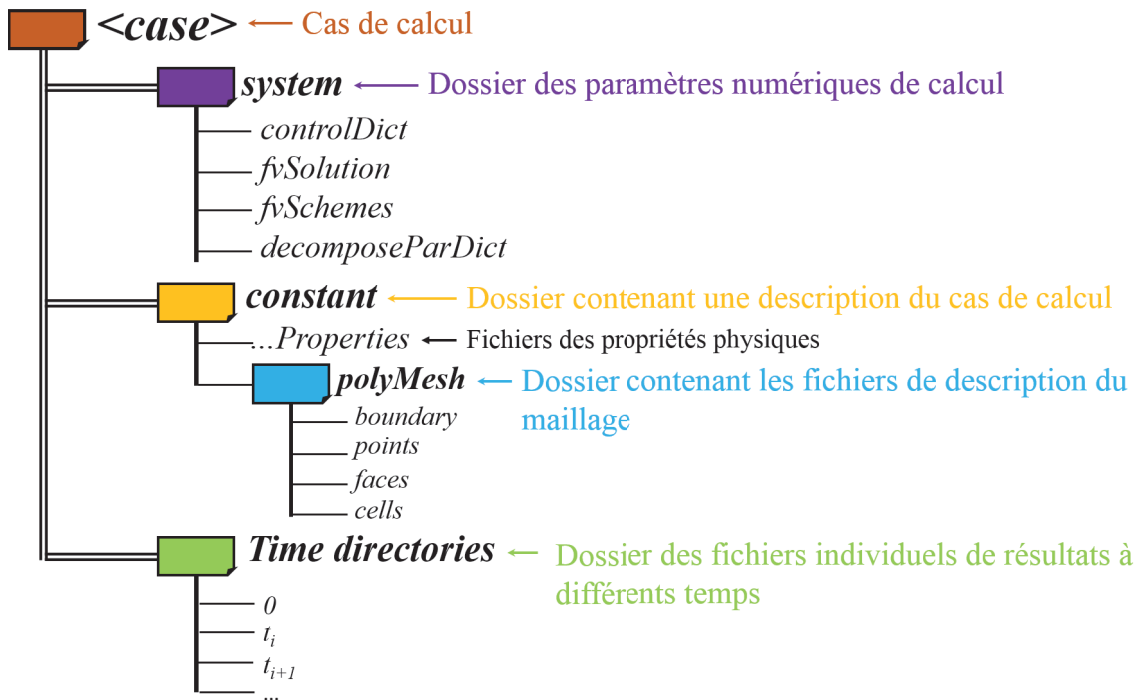 <case> Cas de calcul
system Dossier des paramètres numériques de calcul
controlDict
fvSolution
fvSchemes
decomposeParDict
constant Dossier contenant une description du cas de calcul
...Properties Fichiers des propriétés physiques
polyMesh Dossier contenant les fichiers de description du
maillage
boundary
points
faces
cells
Time directories Dossier des fichiers individuels de résultats à
différents temps
0
t_i
t_{i+1}
...